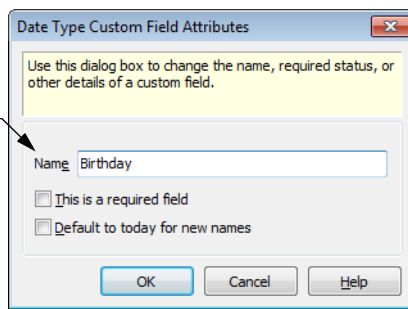 Date Type Custom Field Attributes
Use this dialog box to change the name, required status, or
other details of a custom field.
Name Birthday
This is a required field
Default to today for new names
OK Cancel Help